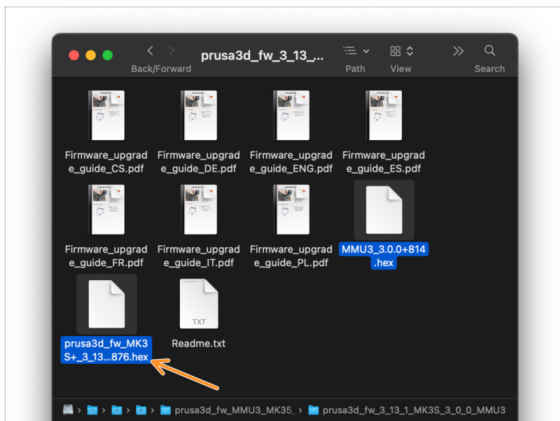 prusa3d_fw_3_13_...
Back/Forward
Path
View
Search
Firmware_upgrad
e_guide_CS.pdf
Firmware_upgrad
e_guide_DE.pdf
Firmware_upgrad
e_guide_ENG.pdf
Firmware_upgrad
e_guide_ES.pdf
Firmware_upgrad
e_guide_FR.pdf
Firmware_upgrad
e_guide_IT.pdf
Firmware_upgrad
e_guide_PL.pdf
MMU3_3.0.0+814
.hex
prusa3d_fw_MK3
S+_3_13...876.hex
TXT
Readme.txt
prusa3d_fw_MMU3_MK35_
prusa3d_fw_3_13_1_MK3S_3_0_0_MMU3